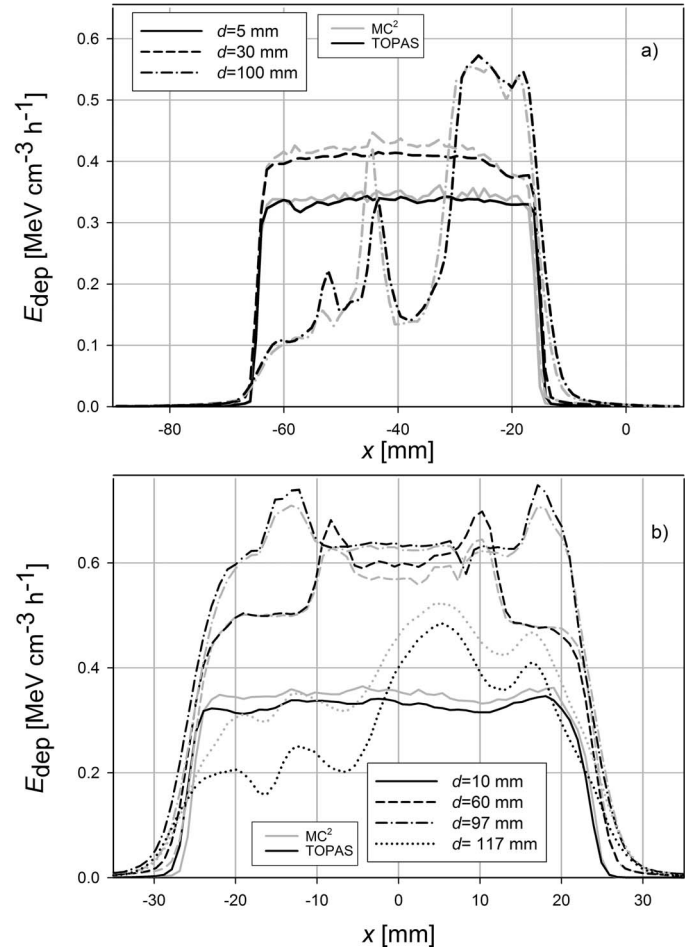 d=5 mm
d=30 mm
d=100 mm
MC²
TOPAS
a)
0.6
0.5
0.4
0.3
0.2
0.1
0.0
Edep [MeV cm⁻³ h⁻¹]
-80 -60 -40 -20 0
x [mm]
b)
0.6
0.4
0.2
0.0
Edep [MeV cm⁻³ h⁻¹]
d=10 mm
d=60 mm
d=97 mm
d= 117 mm
MC²
TOPAS
-30 -20 -10 0 10 20 30
x [mm]